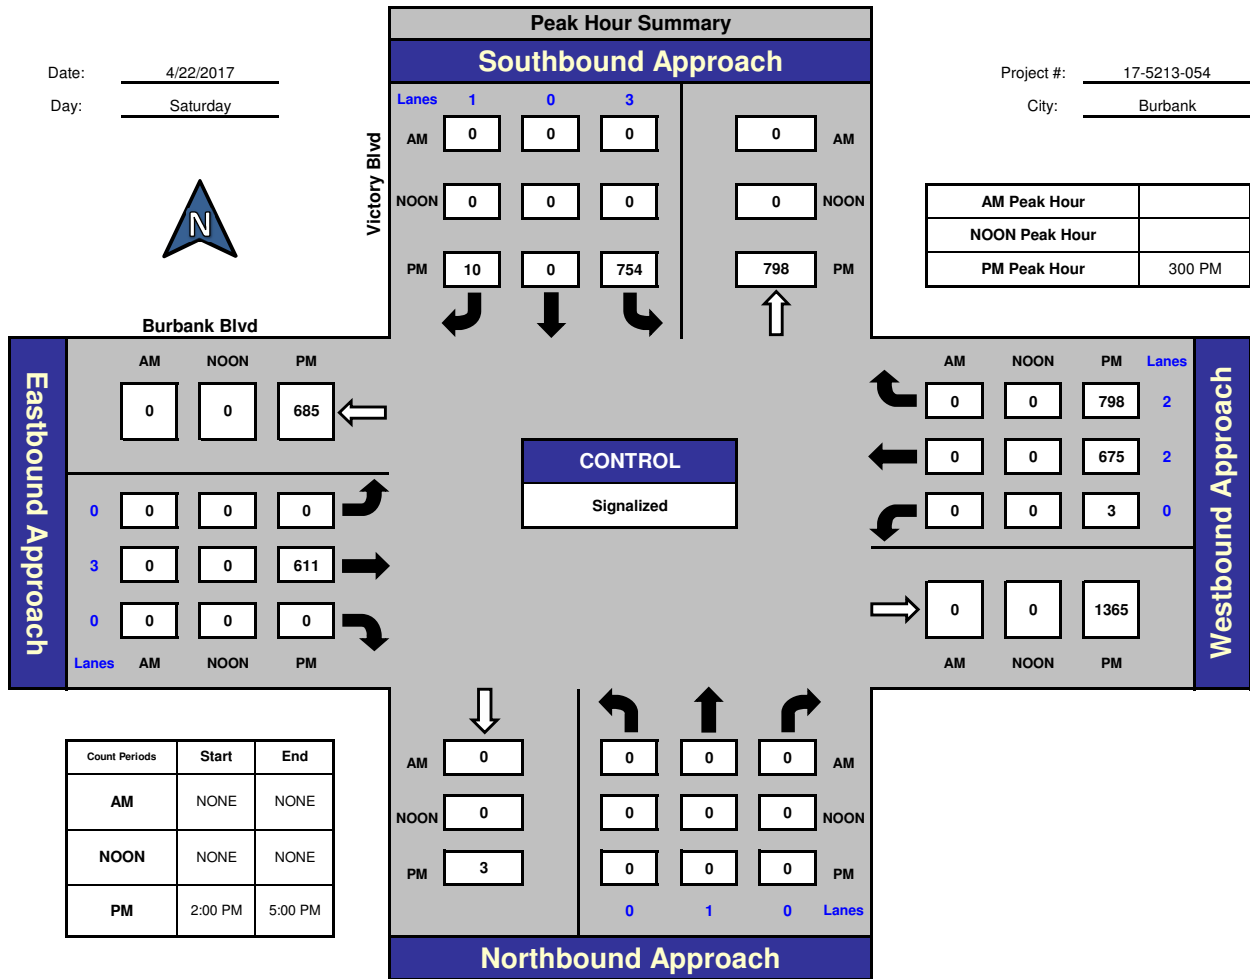 Peak Hour Summary
Southbound Approach
Date: 4/22/2017
Day: Saturday
Project #: 17-5213-054
City: Burbank
N
Victory Blvd
Lanes 1 0 3
AM 0 0 0 0 AM
NOON 0 0 0 0 NOON
PM 10 0 754 798 PM
AM Peak Hour
NOON Peak Hour
PM Peak Hour 300 PM
Burbank Blvd
Eastbound Approach
AM NOON PM
0 0 685
0 0 0 0
3 0 0 611
0 0 0 0
Lanes AM NOON PM
CONTROL
Signalized
AM NOON PM Lanes
0 0 798 2
0 0 675 2
0 0 3 0
0 0 1365
AM NOON PM
Westbound Approach
Count Periods Start End
AM NONE NONE
NOON NONE NONE
PM 2:00 PM 5:00 PM
AM 0 0 0 0 AM
NOON 0 0 0 0 NOON
PM 3 0 0 0 PM
0 1 0 Lanes
Northbound Approach